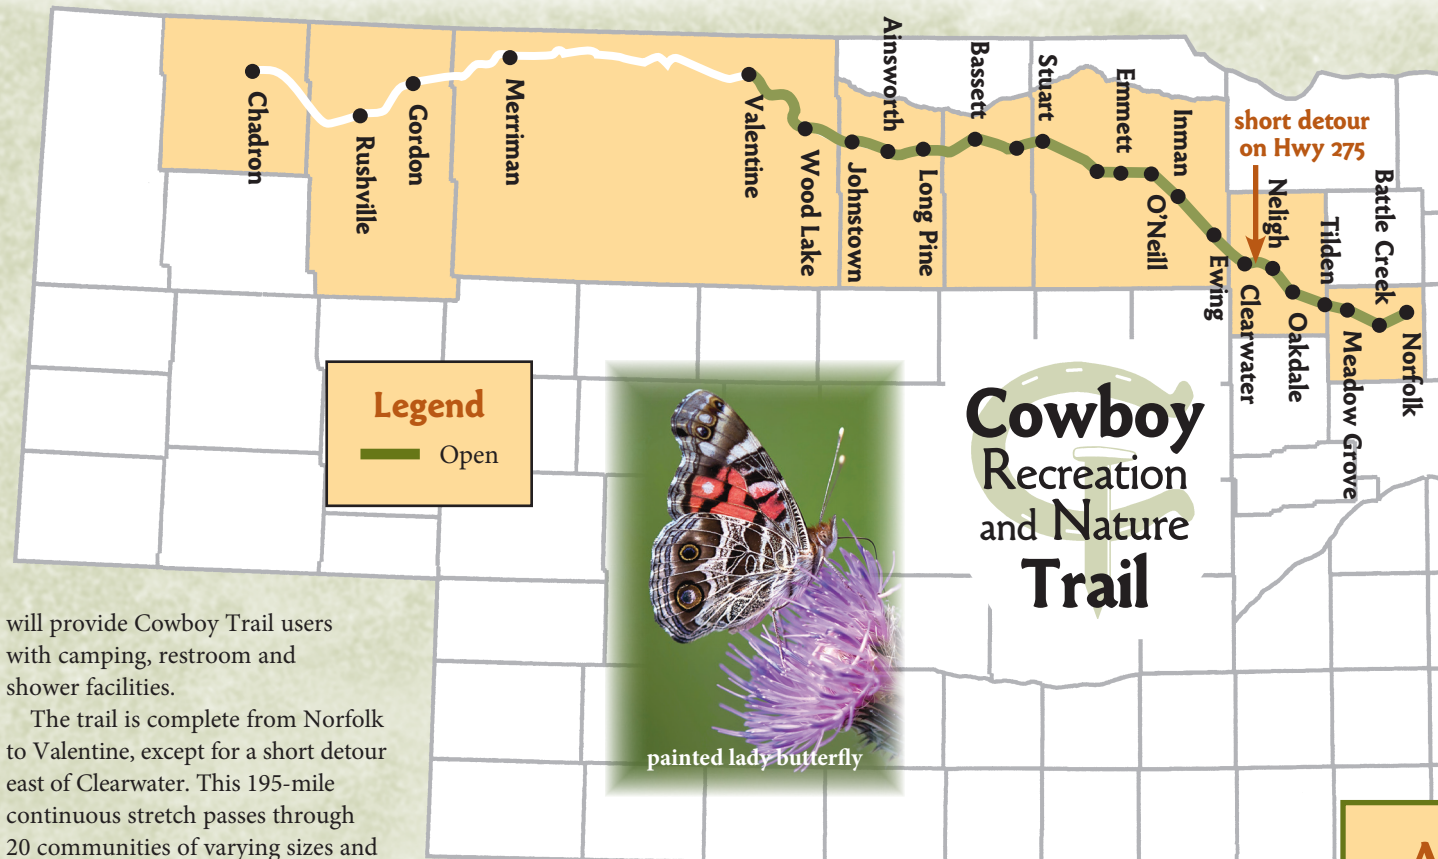 Chadron
Rushville
Gordon
Merriman
Valentine
Wood Lake
Johnstown
Ainsworth
Long Pine
Bassett
Stuart
Emmett
O'Neill
Inman
Ewing
short detour
on Hwy 275
Clearwater
Neligh
Oakdale
Tilden
Meadow Grove
Battle Creek
Norfolk
Legend
Open
Cowboy
Recreation
and Nature
Trail
painted lady butterfly
will provide Cowboy Trail users
with camping, restroom and
shower facilities.
The trail is complete from Norfolk
to Valentine, except for a short detour
east of Clearwater. This 195-mile
continuous stretch passes through
20 communities of varying sizes and